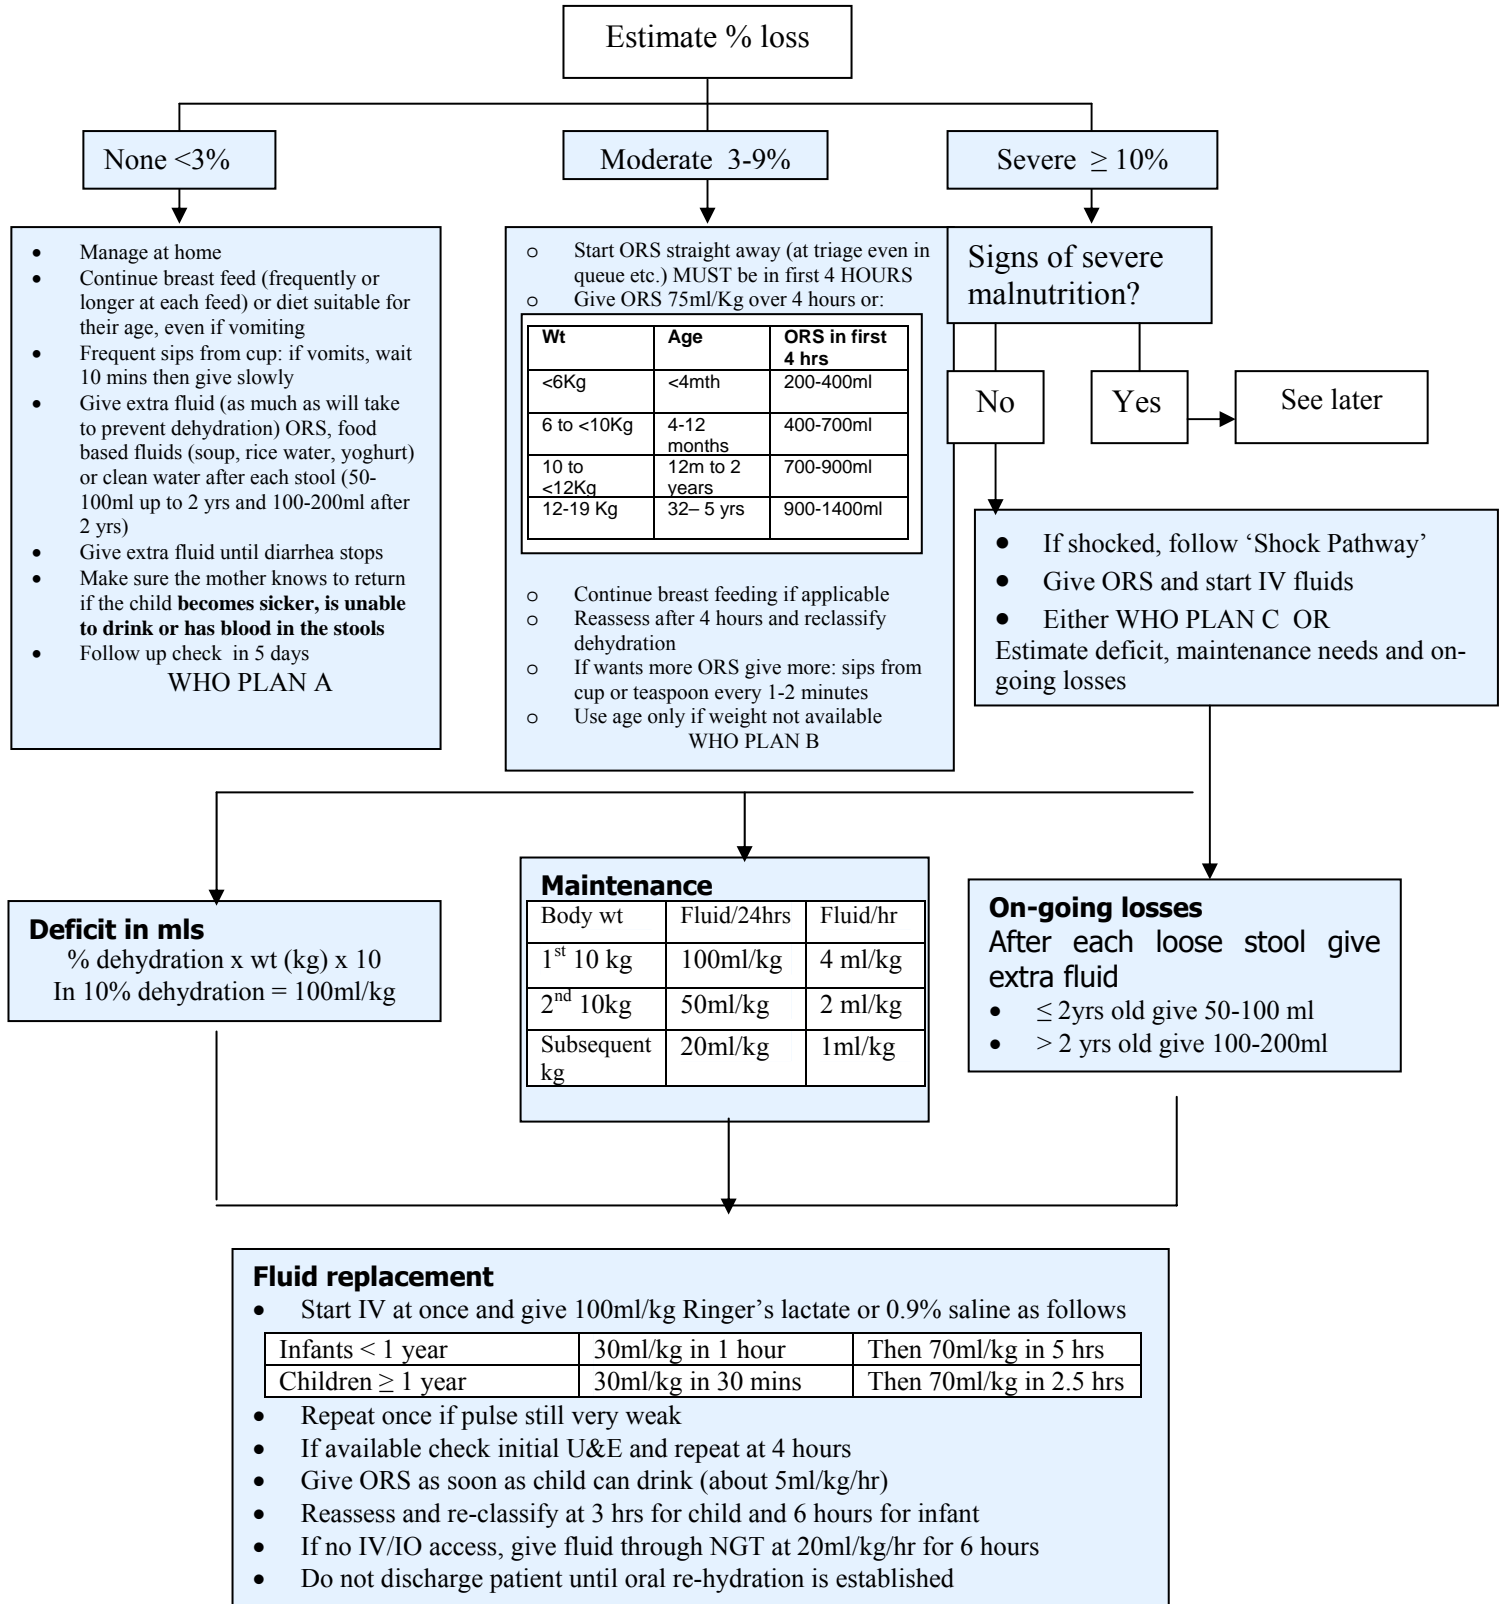 Estimate % loss
None <3%
Moderate 3-9%
Severe ≥ 10%
• Manage at home
• Continue breast feed (frequently or
longer at each feed) or diet suitable for
their age, even if vomiting
• Frequent sips from cup: if vomits, wait
10 mins then give slowly
• Give extra fluid (as much as will take
to prevent dehydration) ORS, food
based fluids (soup, rice water, yoghurt)
or clean water after each stool (50-
100ml up to 2 yrs and 100-200ml after
2 yrs)
• Give extra fluid until diarrhea stops
• Make sure the mother knows to return
if the child becomes sicker, is unable
to drink or has blood in the stools
• Follow up check in 5 days
WHO PLAN A
o Start ORS straight away (at triage even in
queue etc.) MUST be in first 4 HOURS
o Give ORS 75ml/Kg over 4 hours or:
Wt Age ORS in first
4 hrs
<6Kg <4mth 200-400ml
6 to <10Kg 4-12 400-700ml
months
10 to 12m to 2 700-900ml
<12Kg years
12-19 Kg 32– 5 yrs 900-1400ml
o Continue breast feeding if applicable
o Reassess after 4 hours and reclassify
dehydration
o If wants more ORS give more: sips from
cup or teaspoon every 1-2 minutes
o Use age only if weight not available
WHO PLAN B
Signs of severe
malnutrition?
No
Yes
See later
• If shocked, follow ‘Shock Pathway’
• Give ORS and start IV fluids
• Either WHO PLAN C OR
Estimate deficit, maintenance needs and on-
going losses
Deficit in mls
% dehydration x wt (kg) x 10
In 10% dehydration = 100ml/kg
Maintenance
Body wt Fluid/24hrs Fluid/hr
1st 10 kg 100ml/kg 4 ml/kg
2nd 10kg 50ml/kg 2 ml/kg
Subsequent 20ml/kg 1ml/kg
kg
On-going losses
After each loose stool give
extra fluid
• ≤ 2yrs old give 50-100 ml
• > 2 yrs old give 100-200ml
Fluid replacement
• Start IV at once and give 100ml/kg Ringer’s lactate or 0.9% saline as follows
Infants < 1 year 30ml/kg in 1 hour Then 70ml/kg in 5 hrs
Children ≥ 1 year 30ml/kg in 30 mins Then 70ml/kg in 2.5 hrs
• Repeat once if pulse still very weak
• If available check initial U&E and repeat at 4 hours
• Give ORS as soon as child can drink (about 5ml/kg/hr)
• Reassess and re-classify at 3 hrs for child and 6 hours for infant
• If no IV/IO access, give fluid through NGT at 20ml/kg/hr for 6 hours
• Do not discharge patient until oral re-hydration is established